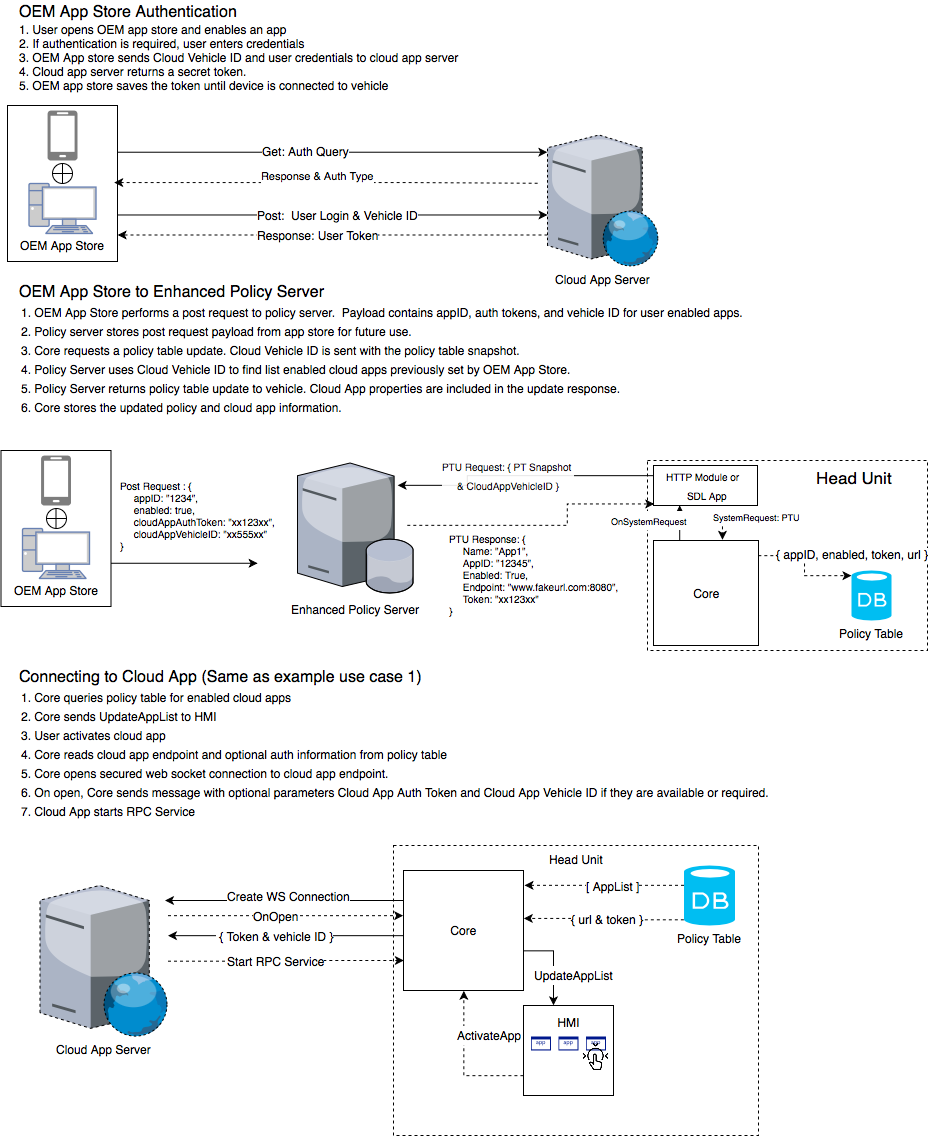 OEM App Store Authentication
1. User opens OEM app store and enables an app
2. If authentication is required, user enters credentials
3. OEM App store sends Cloud Vehicle ID and user credentials to cloud app server
4. Cloud app server returns a secret token.
5. OEM app store saves the token until device is connected to vehicle
Get: Auth Query
Response & Auth Type
Post: User Login & Vehicle ID
Response: User Token
OEM App Store
Cloud App Server
OEM App Store to Enhanced Policy Server
1. OEM App Store performs a post request to policy server. Payload contains appID, auth tokens, and vehicle ID for user enabled apps.
2. Policy server stores post request payload from app store for future use.
3. Core requests a policy table update. Cloud Vehicle ID is sent with the policy table snapshot.
4. Policy Server uses Cloud Vehicle ID to find list enabled cloud apps previously set by OEM App Store.
5. Policy Server returns policy table update to vehicle. Cloud App properties are included in the update response.
6. Core stores the updated policy and cloud app information.
Post Request : {
appID: "1234",
enabled: true,
cloudAppAuthToken: "xx123xx",
cloudAppVehicleID: "xx555xx"
}
OEM App Store
Enhanced Policy Server
PTU Request: { PT Snapshot
& CloudAppVehicleID }
PTU Response: {
Name: "App1",
AppID: "12345",
Enabled: True,
Endpoint: "www.fakeurl.com:8080",
Token: "xx123xx"
}
HTTP Module or
SDL App
Head Unit
OnSystemRequest
SystemRequest: PTU
Core
{ appID, enabled, token, url }
DB
Policy Table
Connecting to Cloud App (Same as example use case 1)
1. Core queries policy table for enabled cloud apps
2. Core sends UpdateAppList to HMI
3. User activates cloud app
4. Core reads cloud app endpoint and optional auth information from policy table
5. Core opens secured web socket connection to cloud app endpoint.
6. On open, Core sends message with optional parameters Cloud App Auth Token and Cloud App Vehicle ID if they are available or required.
7. Cloud App starts RPC Service
Head Unit
Create WS Connection
OnOpen
{ Token & vehicle ID }
Start RPC Service
Cloud App Server
Core
[ AppList ]
{ url & token }
DB
Policy Table
UpdateAppList
ActivateApp
HMI
app
app
app